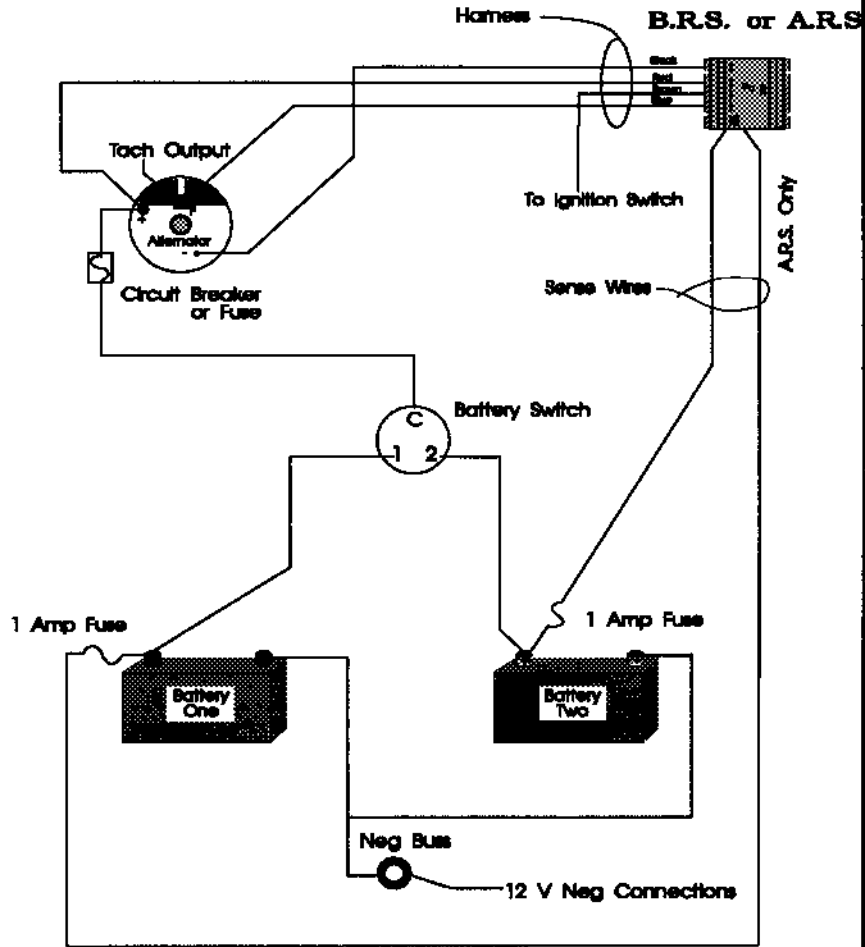 Harness
B.R.S. or A.R.S
Black
Red
Brown
Blue
Tach Output
To Ignition Switch
A.R.S. Only
+
Alternator
-
Sense Wires
Circuit Breaker
or Fuse
Battery Switch
C
1 2
1 Amp Fuse
1 Amp Fuse
Battery
One
Battery
Two
Neg Buss
12 V Neg Connections